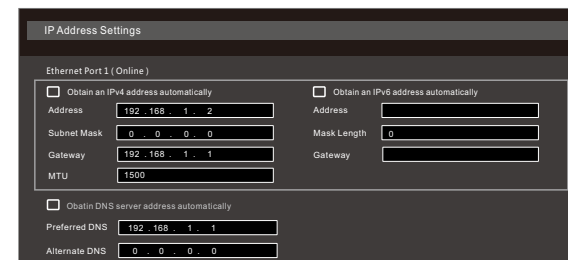 IP Address Settings
Ethernet Port 1 ( Online )
Obtain an IPv4 address automatically
Obtain an IPv6 address automatically
Address 192 . 168 . 1 . 2
Address
Subnet Mask 0 . 0 . 0 . 0
Mask Length 0
Gateway 192 . 168 . 1 . 1
Gateway
MTU 1500
Obatin DNS server address automatically
Preferred DNS 192 . 168 . 1 . 1
Alternate DNS 0 . 0 . 0 . 0